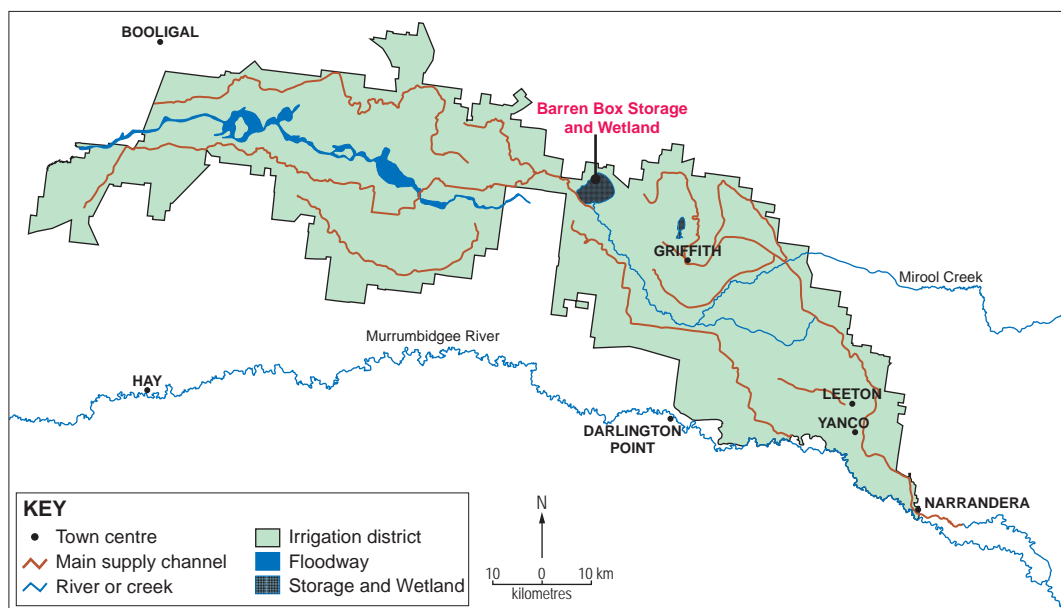 BOOLIGAL
Barren Box Storage
and Wetland
GRIFFITH
Mirool Creek
Murrumbidgee River
HAY
LEETON
YANCO
DARLINGTON
POINT
NARRANDERA
KEY
Town centre
Main supply channel
River or creek
Irrigation district
Floodway
Storage and Wetland
N
10 0 10 km
kilometres